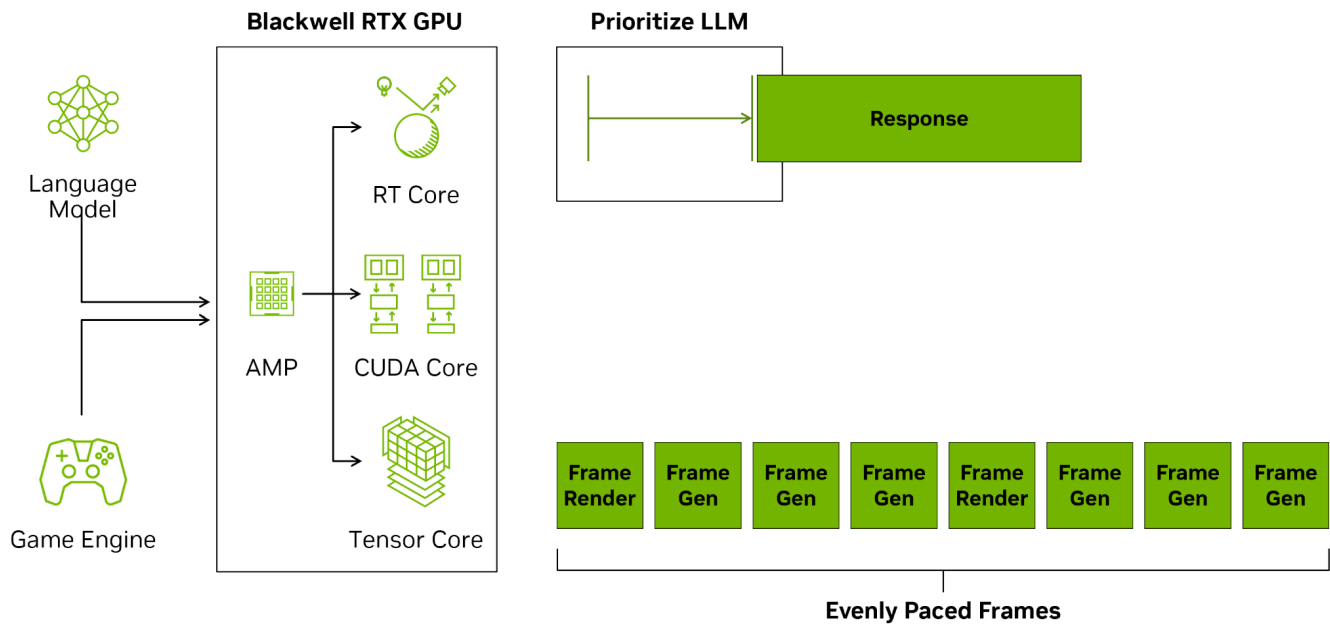 Blackwell RTX GPU
Prioritize LLM
Language
Model
RT Core
Response
AMP
CUDA Core
Game Engine
Tensor Core
Frame
Render
Frame
Gen
Frame
Gen
Frame
Gen
Frame
Render
Frame
Gen
Frame
Gen
Frame
Gen
Evenly Paced Frames